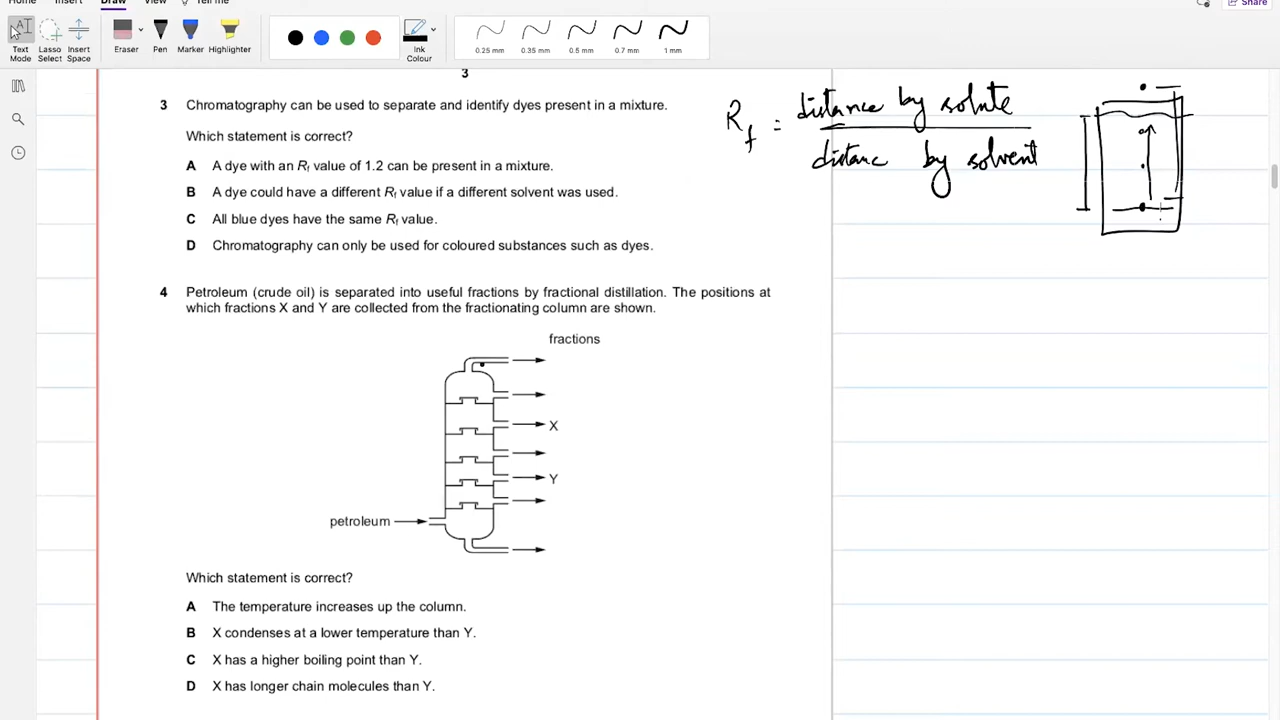 Home Insert Draw View Tell me
Share
Text Mode
Lasso Select
Insert Space
Eraser
Pen
Marker
Highlighter
Ink Colour
0.25 mm
0.35 mm
0.5 mm
0.7 mm
1 mm
3
3 Chromatography can be used to separate and identify dyes present in a mixture.
Which statement is correct?
A A dye with an Rf value of 1.2 can be present in a mixture.
B A dye could have a different Rf value if a different solvent was used.
C All blue dyes have the same Rf value.
D Chromatography can only be used for coloured substances such as dyes.
Rf = distance by solute
distanc by solvent
4 Petroleum (crude oil) is separated into useful fractions by fractional distillation. The positions at
which fractions X and Y are collected from the fractionating column are shown.
fractions
X
Y
petroleum
Which statement is correct?
A The temperature increases up the column.
B X condenses at a lower temperature than Y.
C X has a higher boiling point than Y.
D X has longer chain molecules than Y.